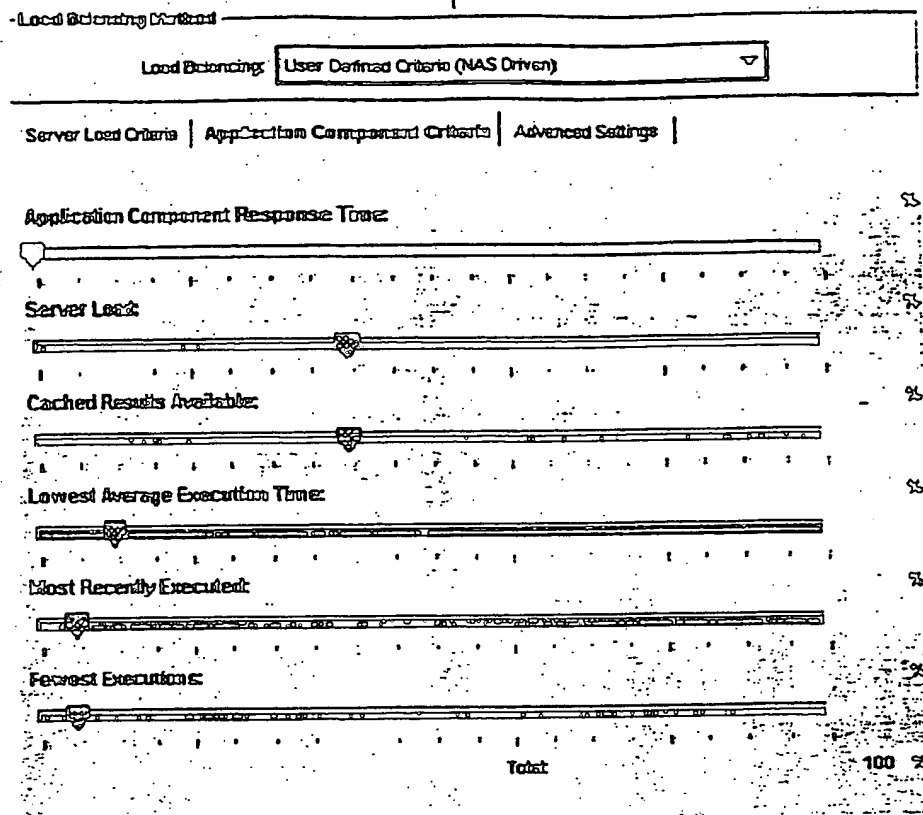 Load Balancing Method
Load Balancing: User Defined Criteria (NAS Driven)
Server Load Criteria | Application Component Criteria | Advanced Settings |
Application Component Response Time:
%
Server Load:
%
Cached Results Available:
%
Lowest Average Execution Time:
%
Most Recently Executed:
%
Fewest Executions:
%
Total: 100 %